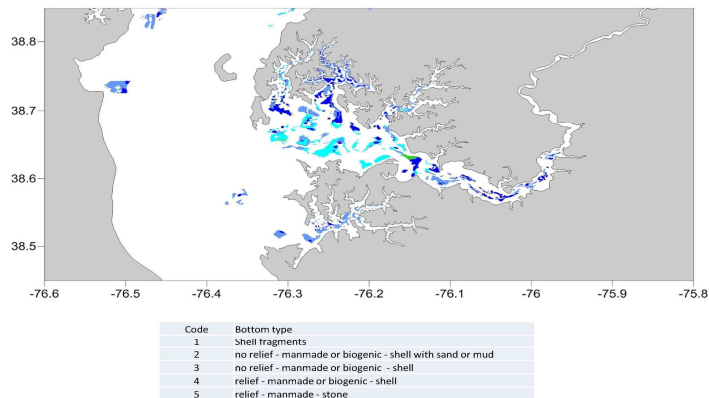 38.8
38.7
38.6
38.5
-76.6 -76.5 -76.4 -76.3 -76.2 -76.1 -76 -75.9 -75.8
Code Bottom type
1 Shell fragments
2 no relief - manmade or biogenic - shell with sand or mud
3 no relief - manmade or biogenic - shell
4 relief - manmade or biogenic - shell
5 relief - manmade - stone